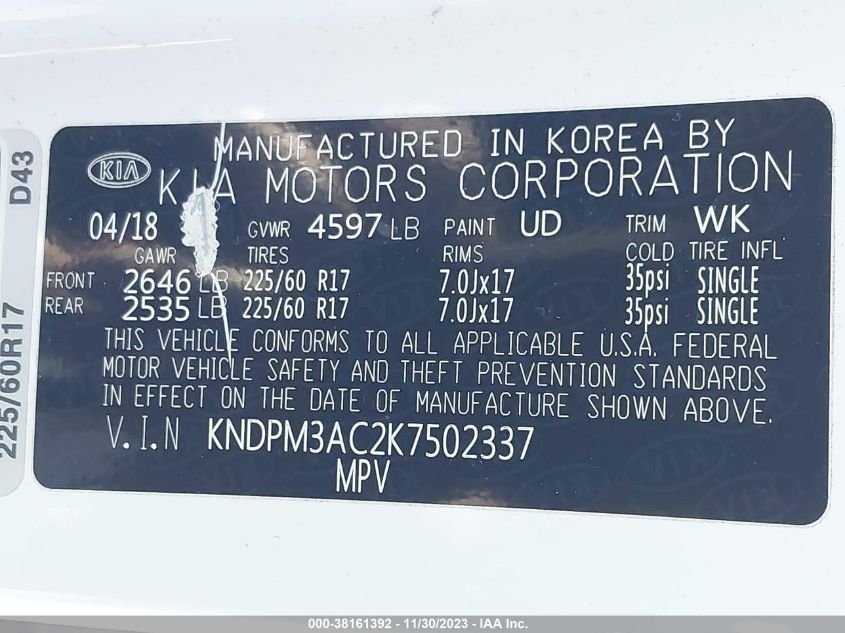 MANUFACTURED IN KOREA BY
KIA KIA MOTORS CORPORATION
04/18 GVWR 4597 LB PAINT UD TRIM WK
GAWR TIRES RIMS COLD TIRE INFL
FRONT 2646 LB 225/60 R17 7.0Jx17 35psi SINGLE
REAR 2535 LB 225/60 R17 7.0Jx17 35psi SINGLE
THIS VEHICLE CONFORMS TO ALL APPLICABLE U.S.A. FEDERAL
MOTOR VEHICLE SAFETY AND THEFT PREVENTION STANDARDS
IN EFFECT ON THE DATE OF MANUFACTURE SHOWN ABOVE.
V.I.N KNDPM3AC2K7502337
MPV
225/60R17 D43
000-38161392 - 11/30/2023 - IAA Inc.